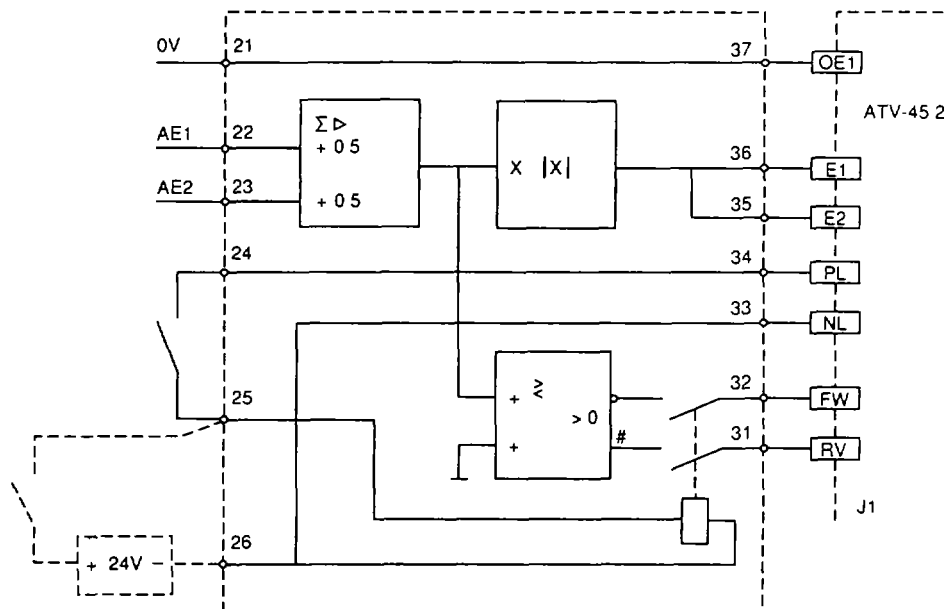 0V 21 37 OE1
ATV-45 2
AE1 22 Σ ▷ 36 E1
+ 0 5 X |X|
AE2 23 + 0 5 35 E2
24 34 PL
33 NL
25 + ≷ 32 FW
> 0
+ # 31 RV
J1
+ 24V − 26